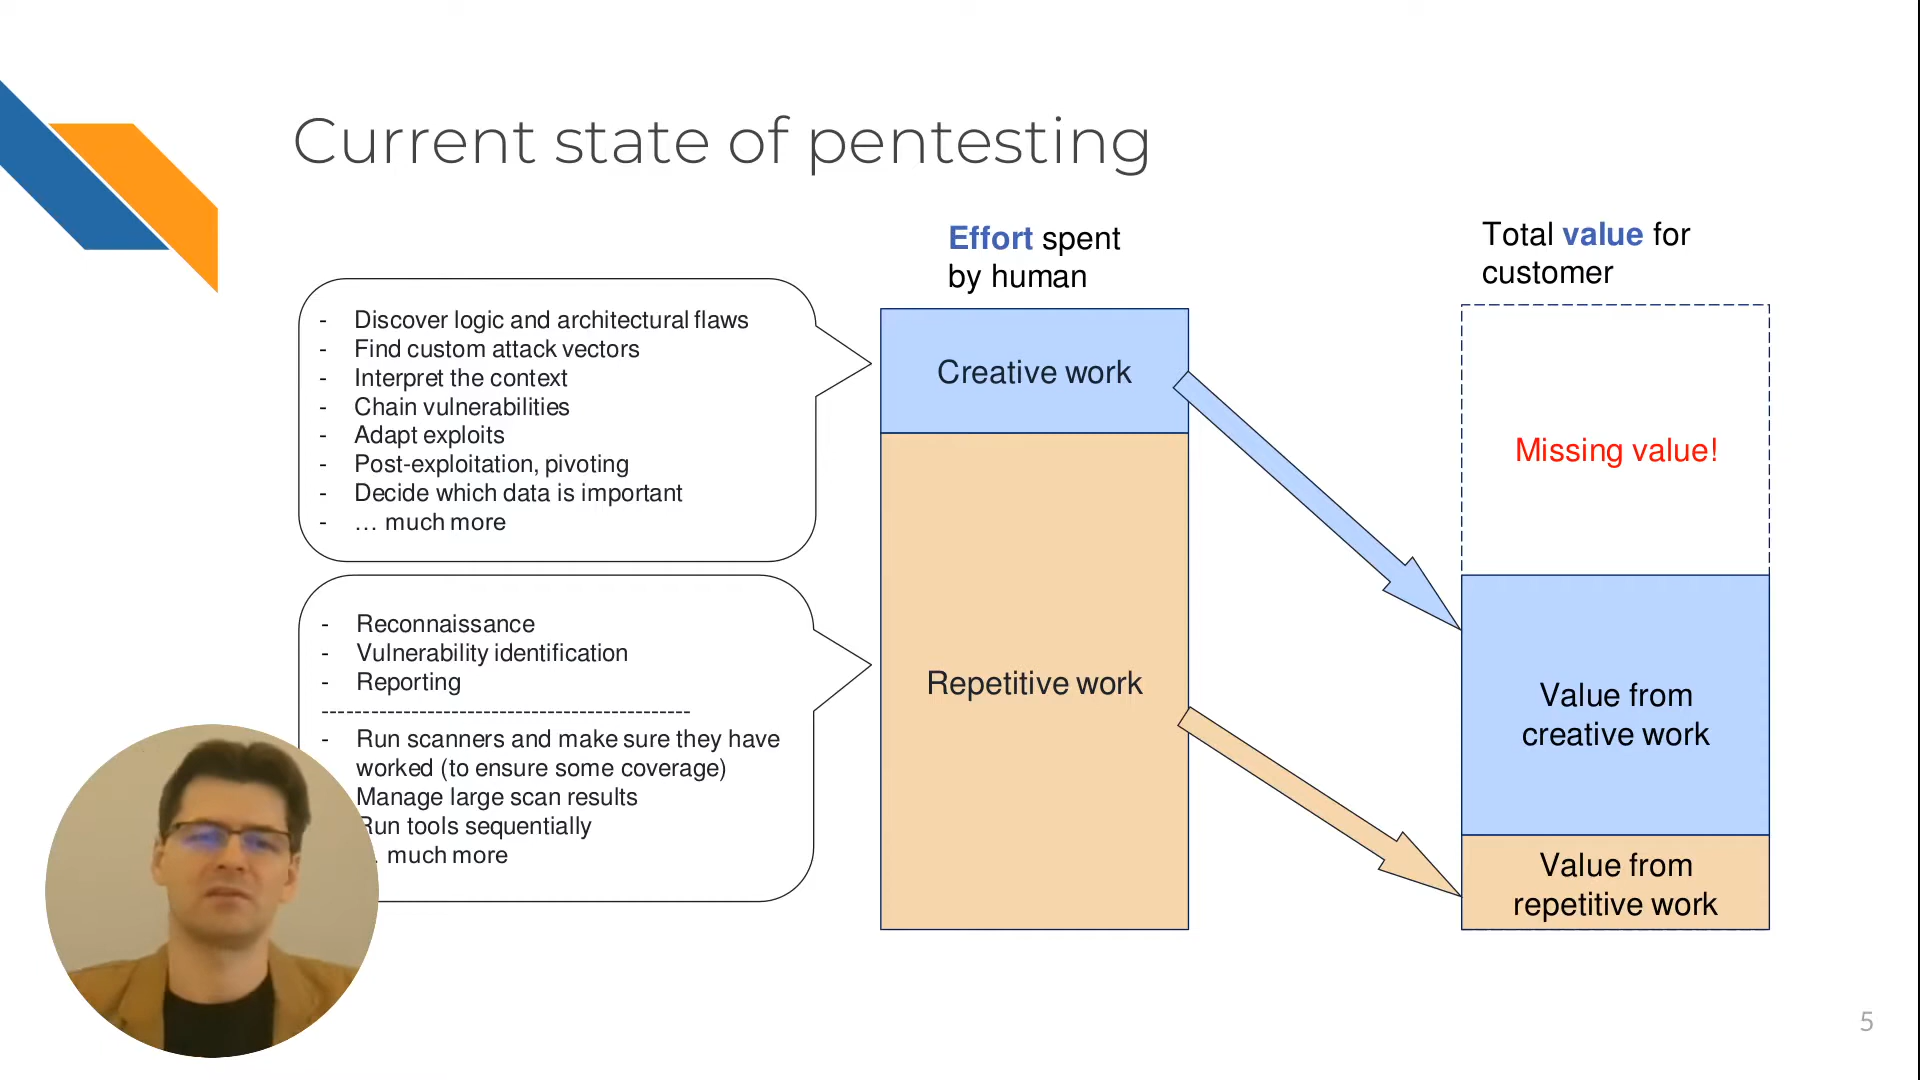 Current state of pentesting
Effort spent
by human
Total value for
customer
- Discover logic and architectural flaws
- Find custom attack vectors
- Interpret the context
- Chain vulnerabilities
- Adapt exploits
- Post-exploitation, pivoting
- Decide which data is important
- … much more
Creative work
Missing value!
- Reconnaissance
- Vulnerability identification
- Reporting
----------------------------------------------
- Run scanners and make sure they have
worked (to ensure some coverage)
Manage large scan results
Run tools sequentially
much more
Repetitive work
Value from
creative work
Value from
repetitive work
5